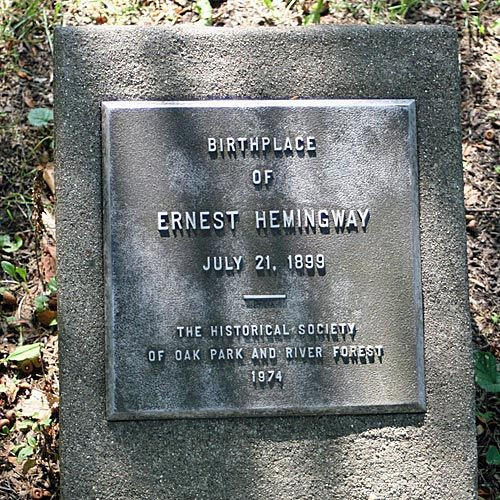 BIRTHPLACE
OF
ERNEST HEMINGWAY
JULY 21, 1899
THE HISTORICAL SOCIETY
OF OAK PARK AND RIVER FOREST
1974